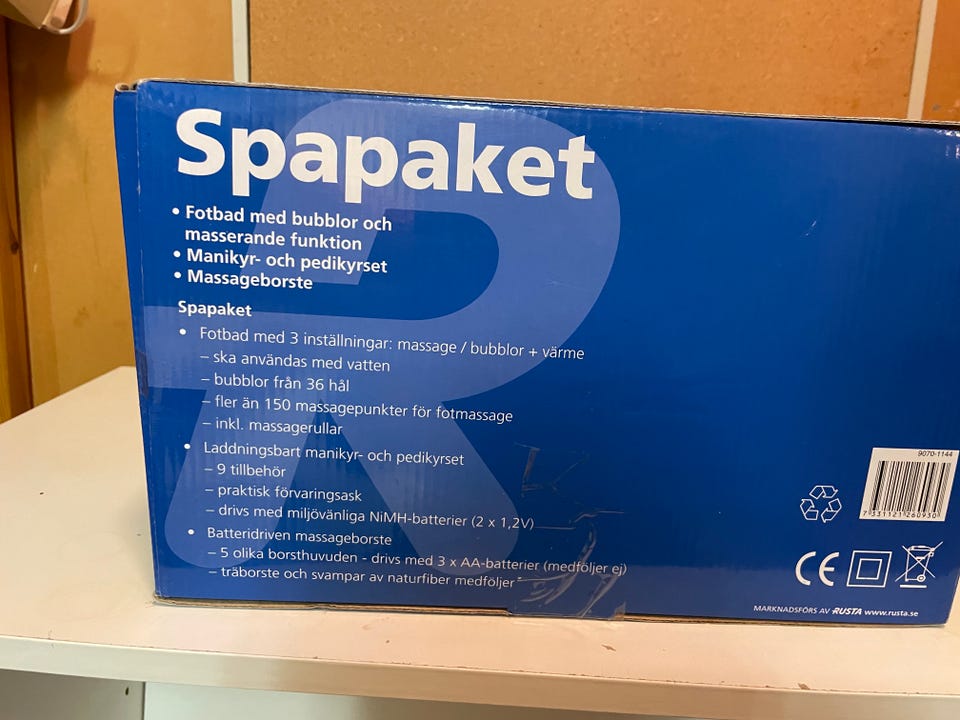 Spapaket
• Fotbad med bubblor och
masserande funktion
• Manikyr- och pedikyrset
• Massageborste
Spapaket
• Fotbad med 3 inställningar: massage / bubblor + värme
– ska användas med vatten
– bubblor från 36 hål
– fler än 150 massagepunkter för fotmassage
– inkl. massagerullar
• Laddningsbart manikyr- och pedikyrset
– 9 tillbehör
– praktisk förvaringsask
– drivs med miljövänliga NiMH-batterier (2 x 1,2V)
• Batteridriven massageborste
– 5 olika borsthuvuden - drivs med 3 x AA-batterier (medföljer ej)
– träborste och svampar av naturfiber medföljer
9070-1144
7 331121 260930
CE
MARKNADSFÖRS AV RUSTA www.rusta.se